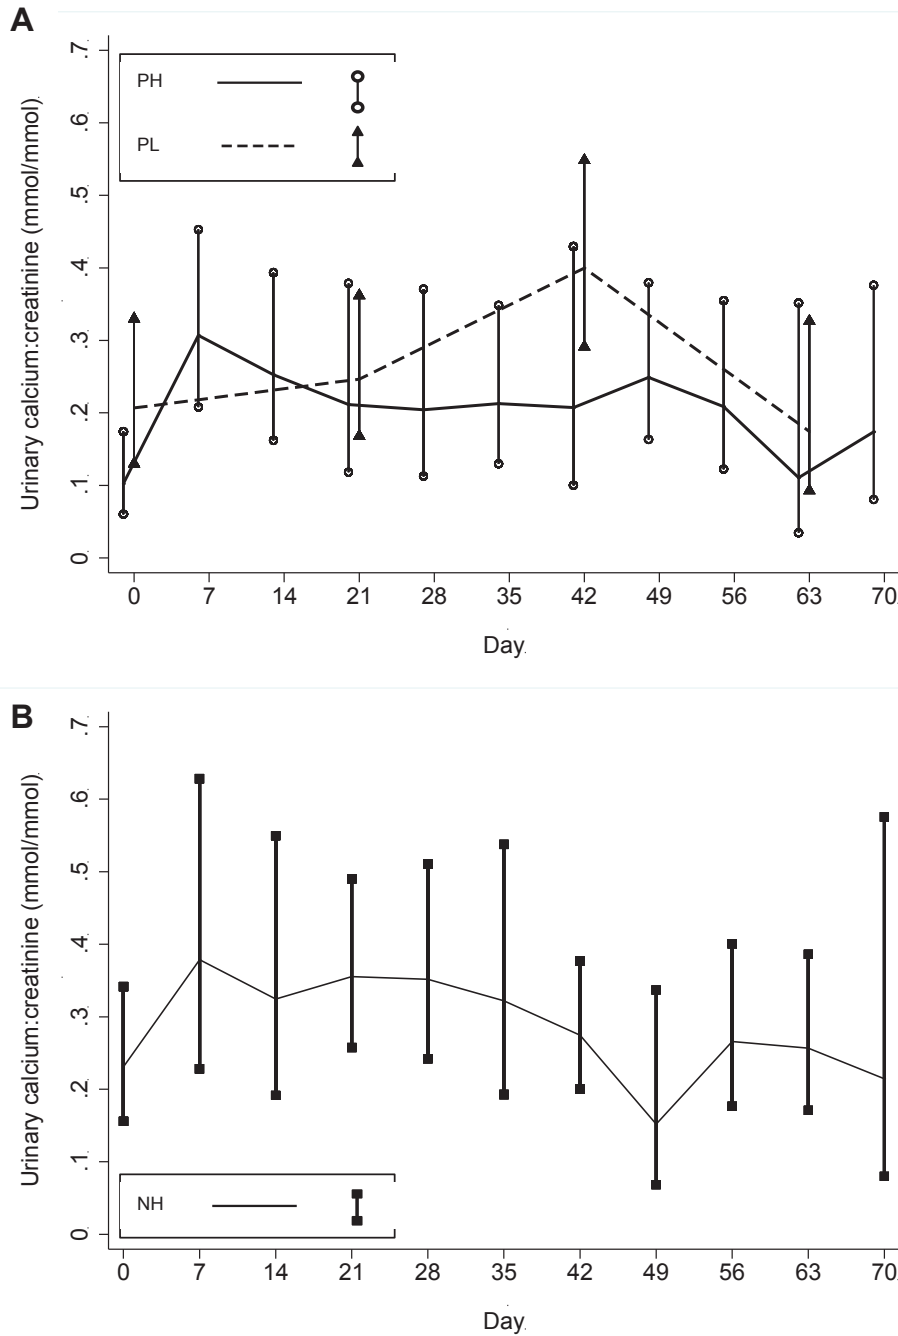 A
Urinary calcium:creatinine (mmol/mmol)
.7
.6
.5
.4
.3
.2
.1
0
PH
PL
0 7 14 21 28 35 42 49 56 63 70
Day
B
Urinary calcium:creatinine (mmol/mmol)
.7
.6
.5
.4
.3
.2
.1
0
NH
0 7 14 21 28 35 42 49 56 63 70
Day